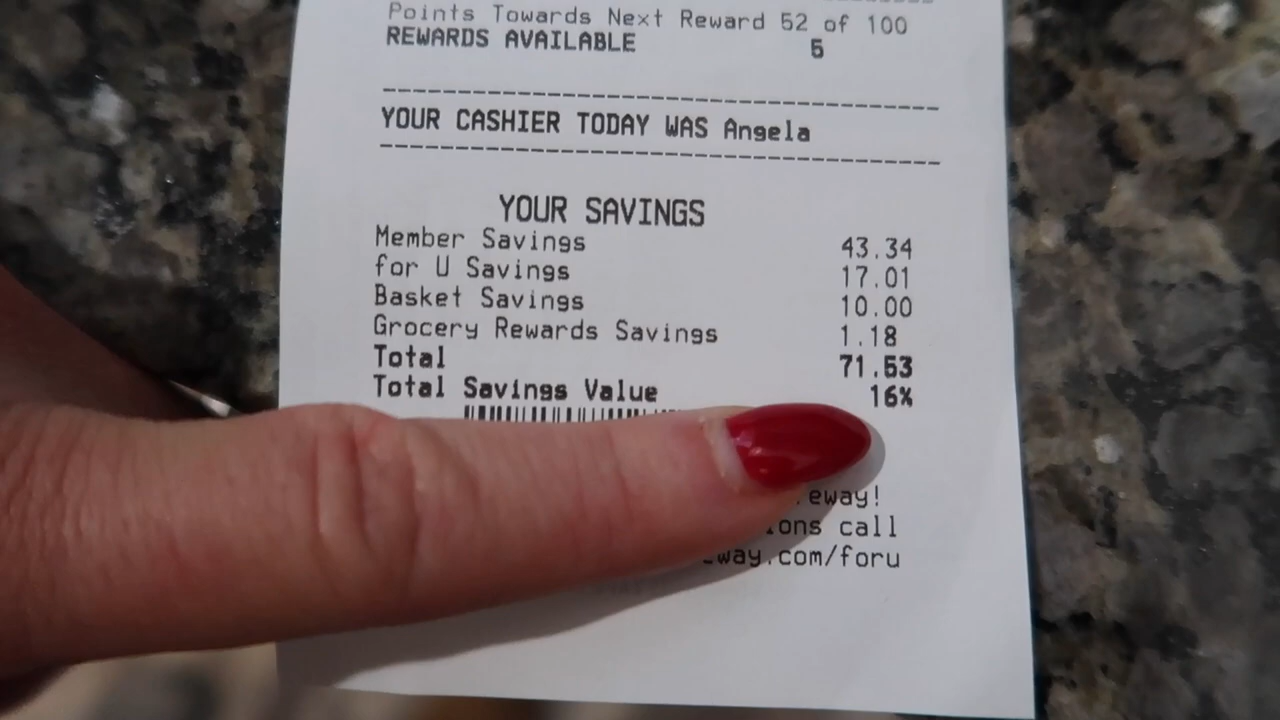 Points Towards Next Reward 52 of 100
REWARDS AVAILABLE 5
YOUR CASHIER TODAY WAS Angela
YOUR SAVINGS
Member Savings 43.34
for U Savings 17.01
Basket Savings 10.00
Grocery Rewards Savings 1.18
Total 71.53
Total Savings Value 16%
eway!
ions call
way.com/foru